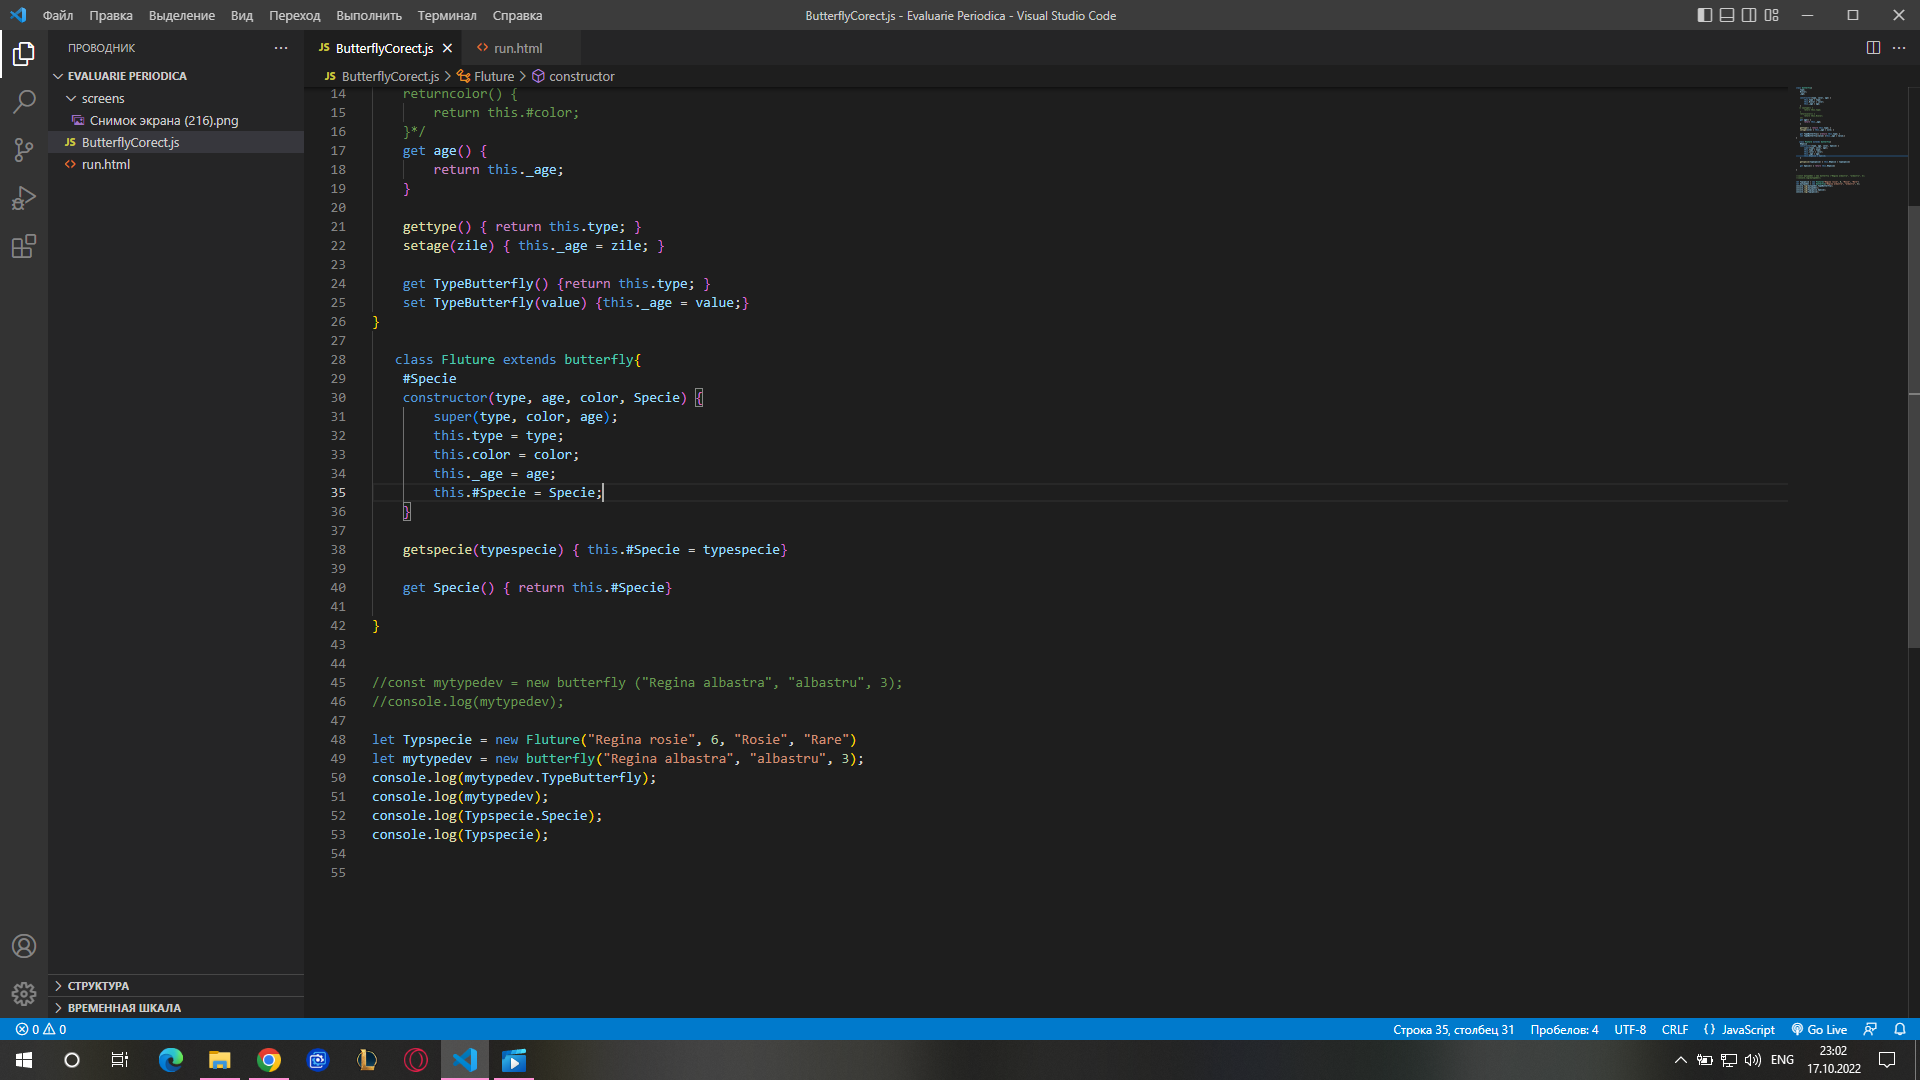 Файл Правка Выделение Вид Переход Выполнить Терминал Справка
ButterflyCorect.js - Evaluarie Periodica - Visual Studio Code
ПРОВОДНИК
EVALUARIE PERIODICA
screens
Снимок экрана (216).png
JS ButterflyCorect.js
run.html
СТРУКТУРА
ВРЕМЕННАЯ ШКАЛА
JS ButterflyCorect.js
run.html
JS ButterflyCorect.js > Fluture > constructor
14 returncolor() {
15 return this.#color;
16 }*/
17 get age() {
18 return this._age;
19 }
20
21 gettype() { return this.type; }
22 setage(zile) { this._age = zile; }
23
24 get TypeButterfly() {return this.type; }
25 set TypeButterfly(value) {this._age = value;}
26 }
27
28 class Fluture extends butterfly{
29 #Specie
30 constructor(type, age, color, Specie) {
31 super(type, color, age);
32 this.type = type;
33 this.color = color;
34 this._age = age;
35 this.#Specie = Specie;
36 }
37
38 getspecie(typespecie) { this.#Specie = typespecie}
39
40 get Specie() { return this.#Specie}
41
42 }
43
44
45 //const mytypedev = new butterfly ("Regina albastra", "albastru", 3);
46 //console.log(mytypedev);
47
48 let Typspecie = new Fluture("Regina rosie", 6, "Rosie", "Rare")
49 let mytypedev = new butterfly("Regina albastra", "albastru", 3);
50 console.log(mytypedev.TypeButterfly);
51 console.log(mytypedev);
52 console.log(Typspecie.Specie);
53 console.log(Typspecie);
54
55
0 0
Строка 35, столбец 31 Пробелов: 4 UTF-8 CRLF {} JavaScript Go Live
ENG
23:02
17.10.2022